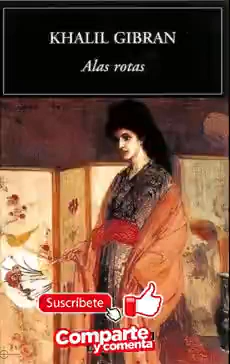 KHALIL GIBRAN
Alas rotas
Suscríbete
Comparte
y comenta